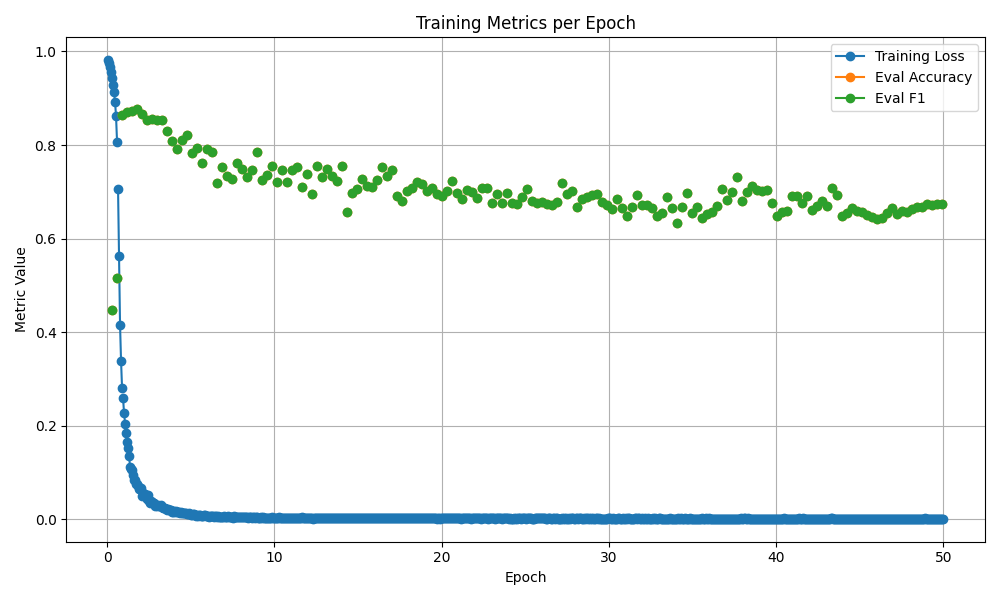 Training Metrics per Epoch
Training Loss
Eval Accuracy
Eval F1
Metric Value
1.0
0.8
0.6
0.4
0.2
0.0
0
10
20
30
40
50
Epoch